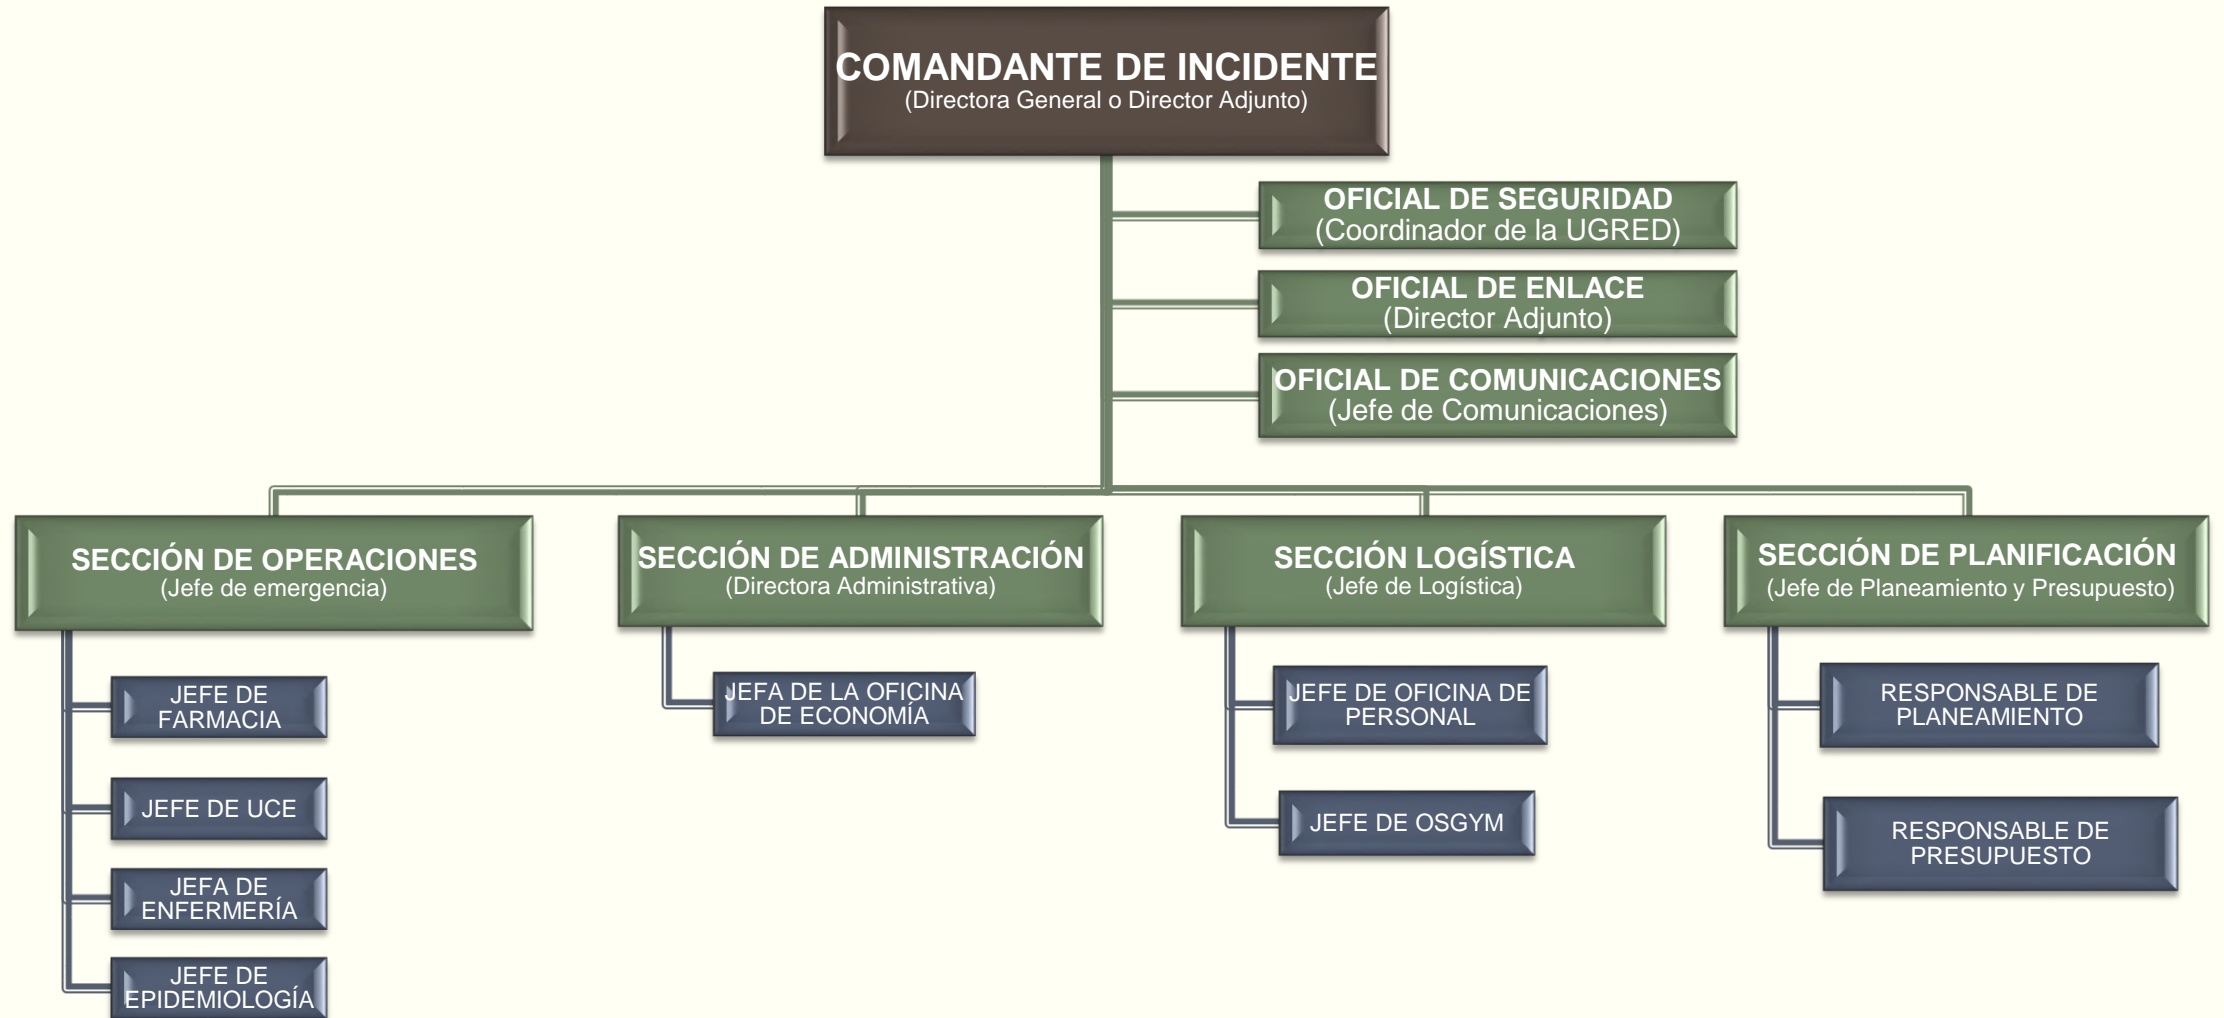 COMANDANTE DE INCIDENTE
(Directora General o Director Adjunto)
OFICIAL DE SEGURIDAD
(Coordinador de la UGRED)
OFICIAL DE ENLACE
(Director Adjunto)
OFICIAL DE COMUNICACIONES
(Jefe de Comunicaciones)
SECCIÓN DE OPERACIONES
(Jefe de emergencia)
SECCIÓN DE ADMINISTRACIÓN
(Directora Administrativa)
SECCIÓN LOGÍSTICA
(Jefe de Logística)
SECCIÓN DE PLANIFICACIÓN
(Jefe de Planeamiento y Presupuesto)
JEFE DE
FARMACIA
JEFE DE UCE
JEFA DE
ENFERMERÍA
JEFE DE
EPIDEMIOLOGÍA
JEFA DE LA OFICINA
DE ECONOMÍA
JEFE DE OFICINA DE
PERSONAL
JEFE DE OSGYM
RESPONSABLE DE
PLANEAMIENTO
RESPONSABLE DE
PRESUPUESTO